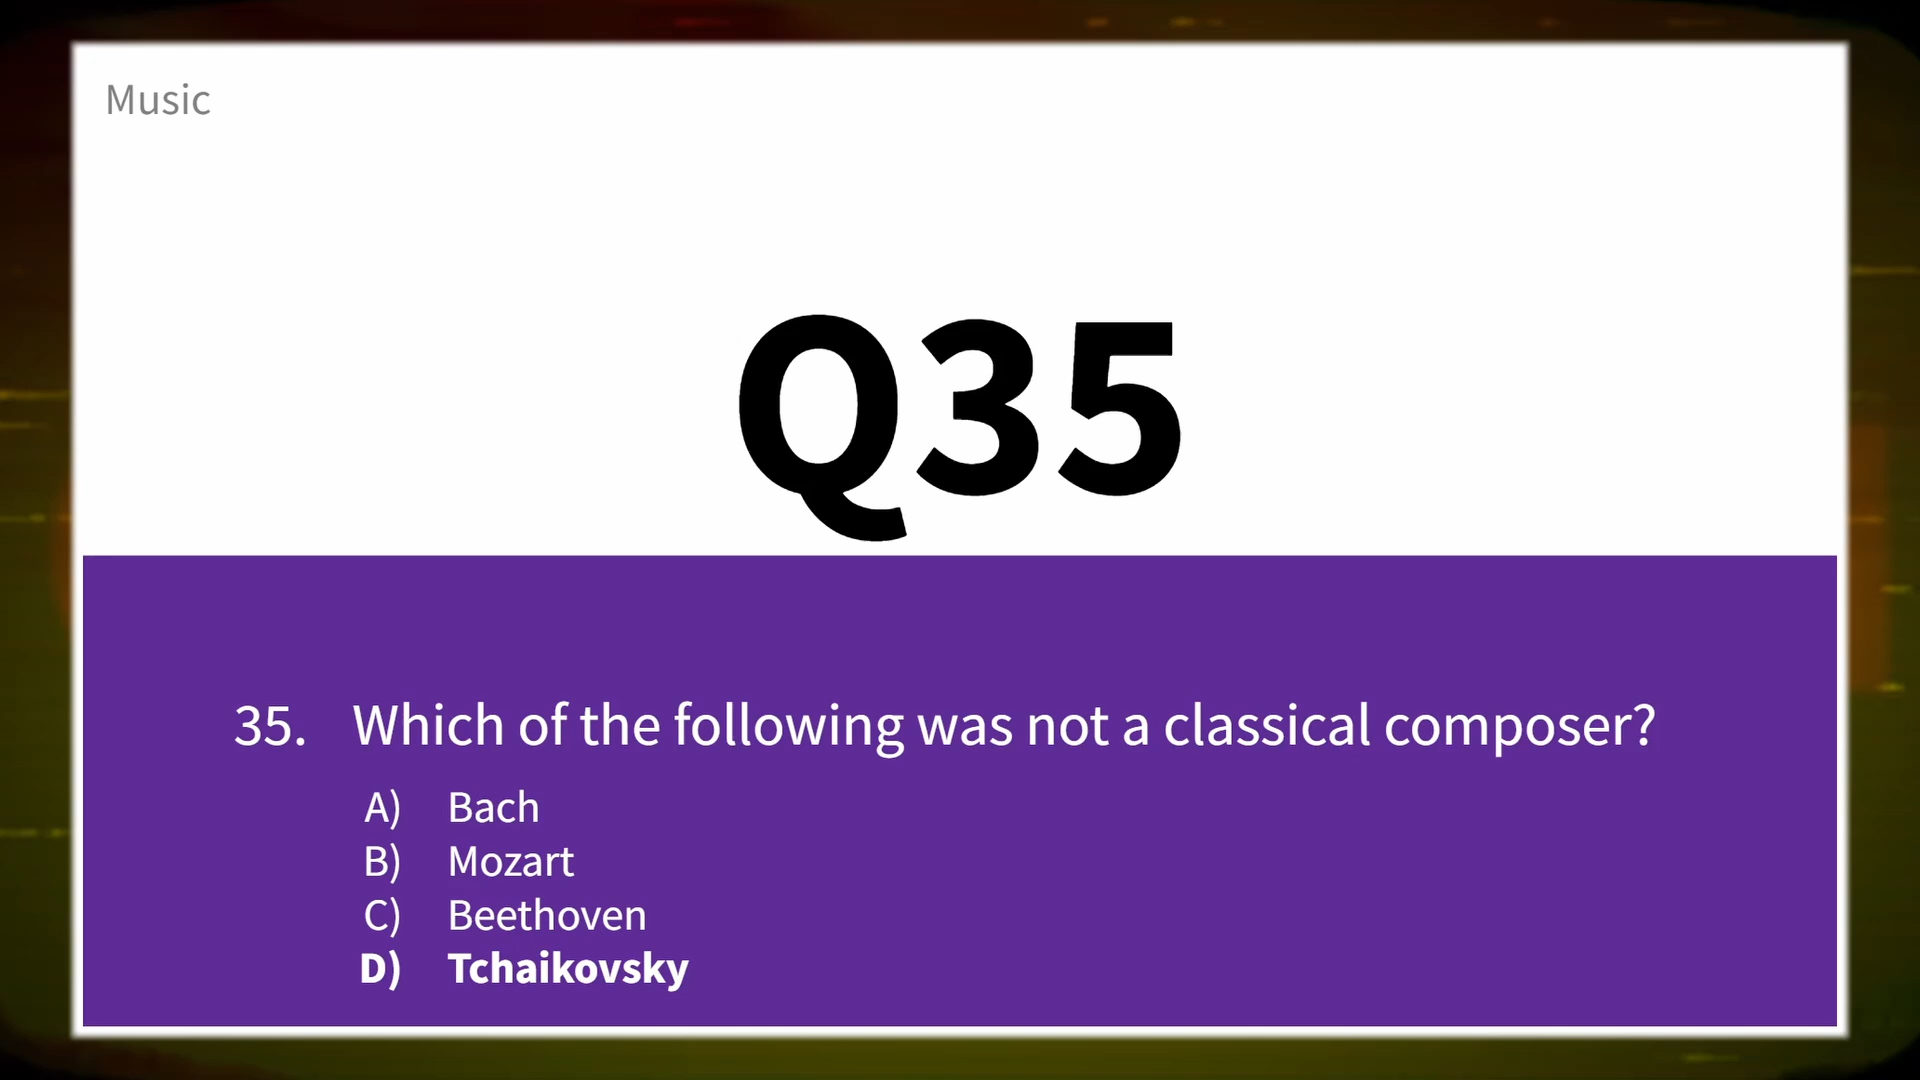 Music
Q35
35. Which of the following was not a classical composer?
A) Bach
B) Mozart
C) Beethoven
D) Tchaikovsky